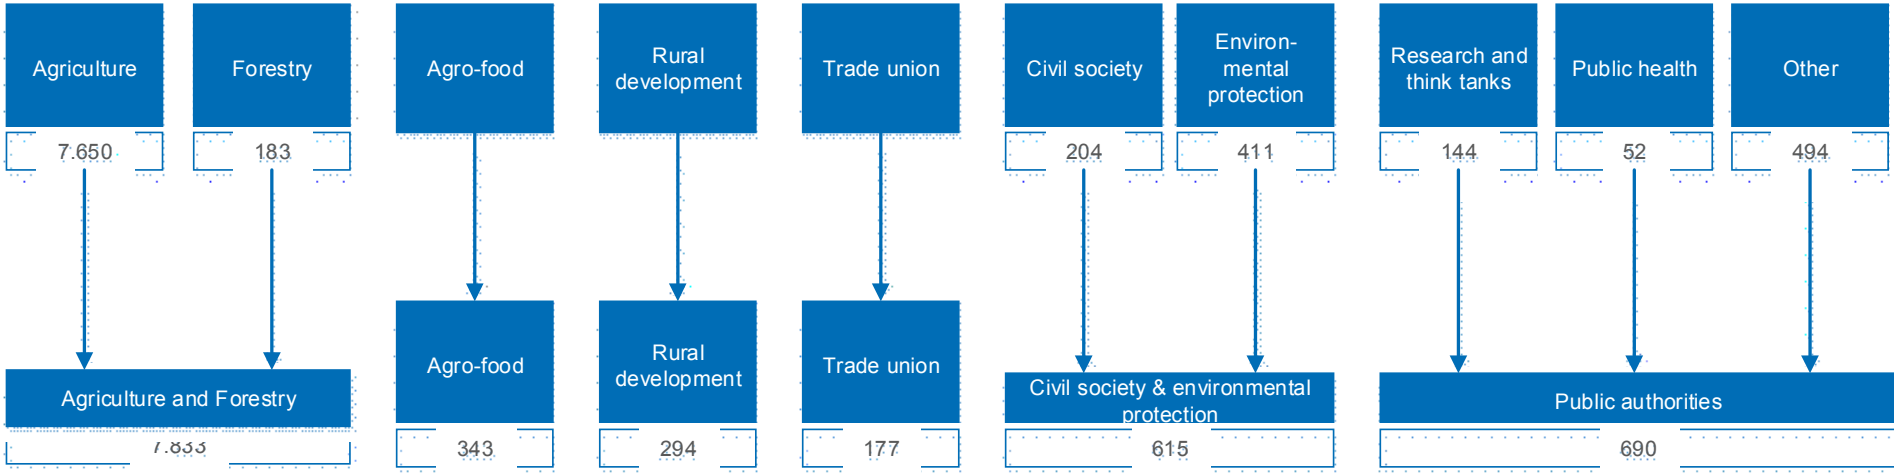 Agriculture
Forestry
Agro-food
Rural
development
Trade union
Civil society
Environ-
mental
protection
Research and
think tanks
Public health
Other
7.650
183
204
411
144
52
494
Agriculture and Forestry
Agro-food
Rural
development
Trade union
Civil society & environmental
protection
Public authorities
7.833
343
294
177
615
690